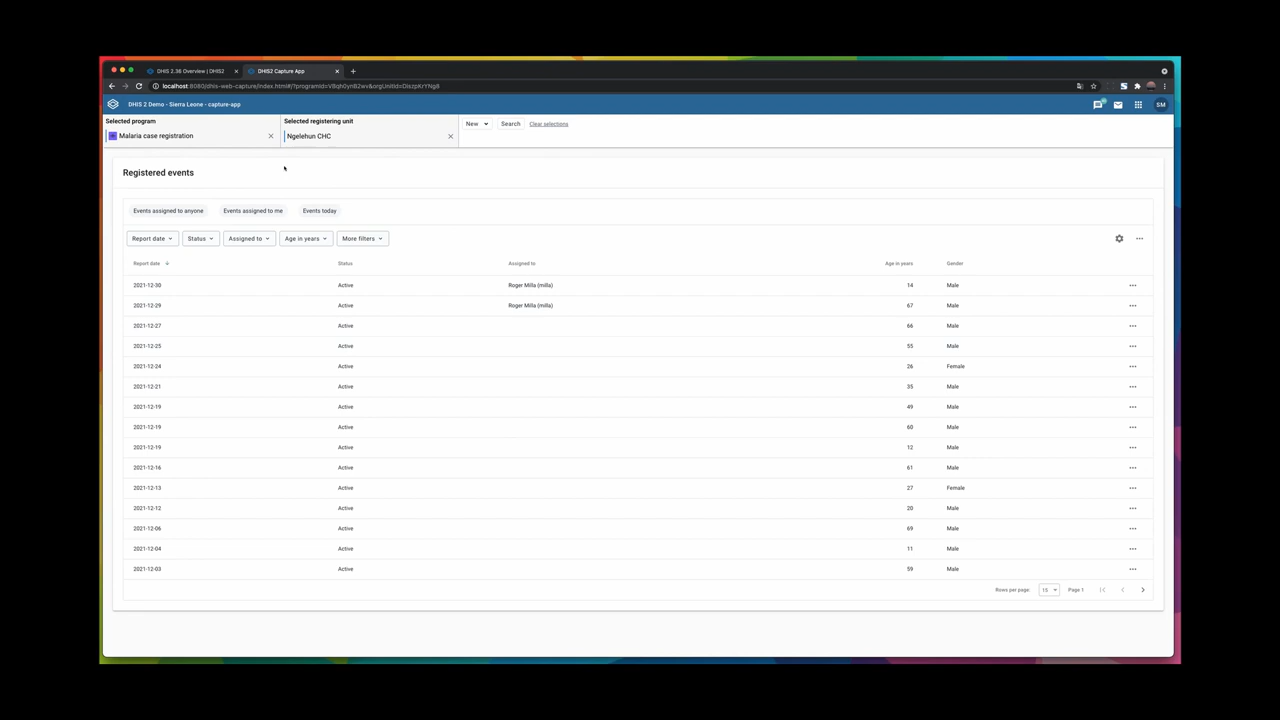 DHIS 2.36 Overview | DHIS2
DHIS2 Capture App
DHIS 2 Demo - Sierra Leone - capture-app
SM
Selected program
Malaria case registration
Selected registering unit
Ngelehun CHC
New
Search
Clear selections
Registered events
Events assigned to anyone
Events assigned to me
Events today
Report date
Status
Assigned to
Age in years
More filters
Report date Status Assigned to Age in years Gender
2021-12-30 Active Roger Milla (milla) 14 Male
2021-12-29 Active Roger Milla (milla) 67 Male
2021-12-27 Active 66 Male
2021-12-25 Active 55 Male
2021-12-24 Active 26 Female
2021-12-21 Active 35 Male
2021-12-19 Active 49 Male
2021-12-19 Active 60 Male
2021-12-19 Active 12 Male
2021-12-16 Active 61 Male
2021-12-13 Active 27 Female
2021-12-12 Active 20 Male
2021-12-06 Active 69 Male
2021-12-04 Active 11 Male
2021-12-03 Active 59 Male
Rows per page: 15 Page 1